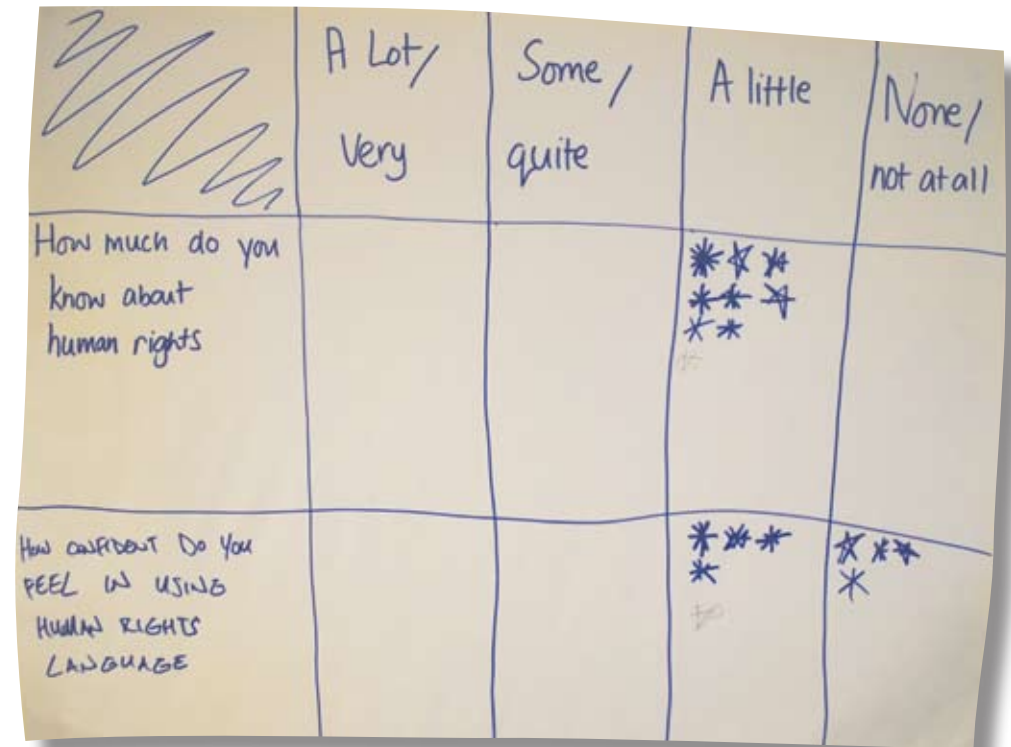 A Lot/
Very
Some/
quite
A little
None/
not at all
How much do you
know about
human rights
HOW CONFIDENT DO YOU
FEEL IN USING
HUMAN RIGHTS
LANGUAGE